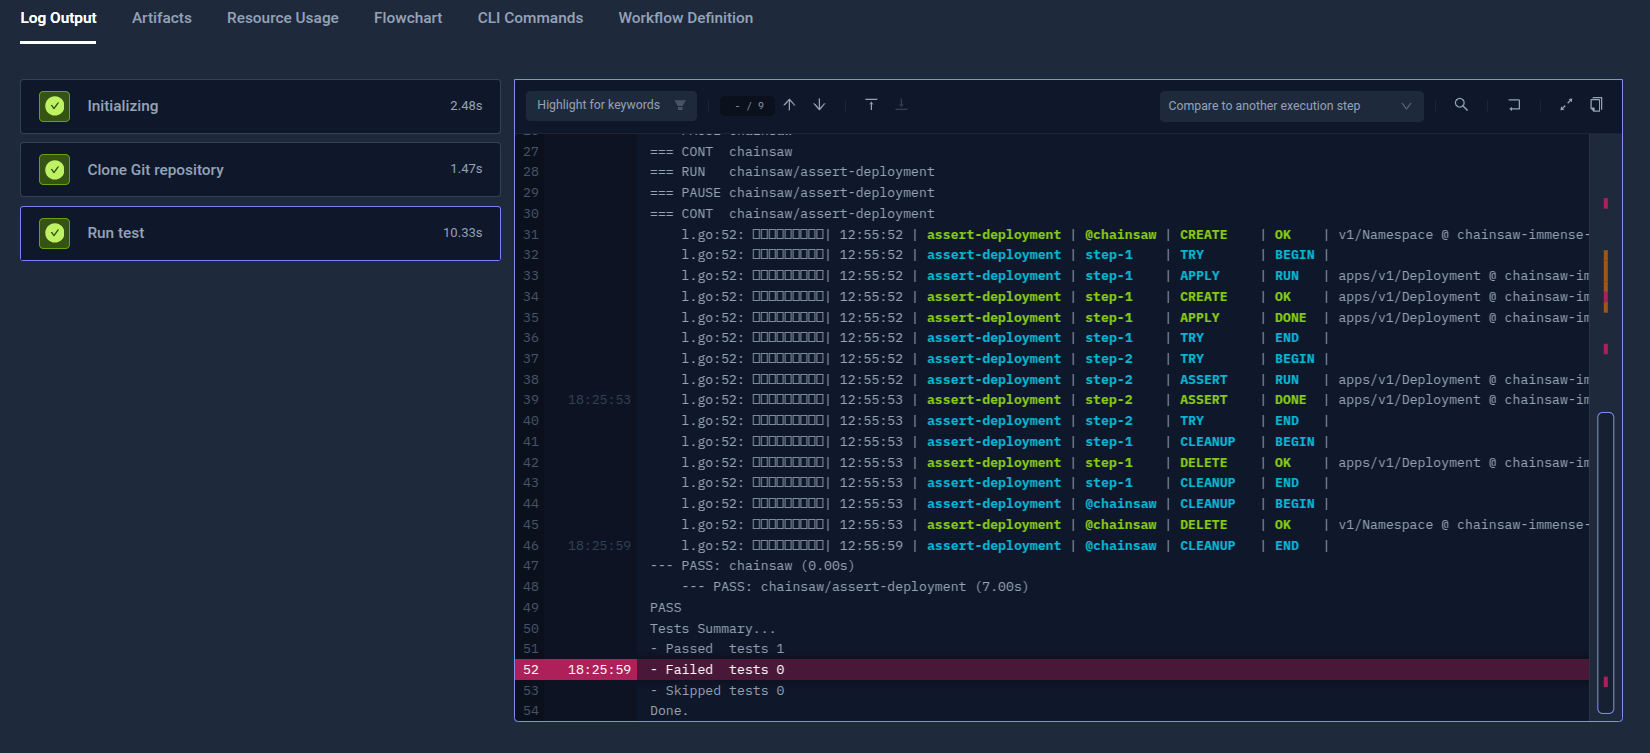 Log Output Artifacts Resource Usage Flowchart CLI Commands Workflow Definition
Initializing 2.48s
Clone Git repository 1.47s
Run test 10.33s
Highlight for keywords - / 9 Compare to another execution step
27 === CONT  chainsaw
28 === RUN   chainsaw/assert-deployment
29 === PAUSE chainsaw/assert-deployment
30 === CONT  chainsaw/assert-deployment
31     l.go:52: | 12:55:52 | assert-deployment | @chainsaw | CREATE    | OK    | v1/Namespace @ chainsaw-immense-
32     l.go:52: | 12:55:52 | assert-deployment | step-1    | TRY       | BEGIN |
33     l.go:52: | 12:55:52 | assert-deployment | step-1    | APPLY     | RUN   | apps/v1/Deployment @ chainsaw-im
34     l.go:52: | 12:55:52 | assert-deployment | step-1    | CREATE    | OK    | apps/v1/Deployment @ chainsaw-im
35     l.go:52: | 12:55:52 | assert-deployment | step-1    | APPLY     | DONE  | apps/v1/Deployment @ chainsaw-im
36     l.go:52: | 12:55:52 | assert-deployment | step-1    | TRY       | END   |
37     l.go:52: | 12:55:52 | assert-deployment | step-2    | TRY       | BEGIN |
38     l.go:52: | 12:55:52 | assert-deployment | step-2    | ASSERT    | RUN   | apps/v1/Deployment @ chainsaw-im
39 18:25:53     l.go:52: | 12:55:53 | assert-deployment | step-2    | ASSERT    | DONE  | apps/v1/Deployment @ chainsaw-im
40     l.go:52: | 12:55:53 | assert-deployment | step-2    | TRY       | END   |
41     l.go:52: | 12:55:53 | assert-deployment | step-1    | CLEANUP   | BEGIN |
42     l.go:52: | 12:55:53 | assert-deployment | step-1    | DELETE    | OK    | apps/v1/Deployment @ chainsaw-im
43     l.go:52: | 12:55:53 | assert-deployment | step-1    | CLEANUP   | END   |
44     l.go:52: | 12:55:53 | assert-deployment | @chainsaw | CLEANUP   | BEGIN |
45     l.go:52: | 12:55:53 | assert-deployment | @chainsaw | DELETE    | OK    | v1/Namespace @ chainsaw-immense-
46 18:25:59     l.go:52: | 12:55:59 | assert-deployment | @chainsaw | CLEANUP   | END   |
47 --- PASS: chainsaw (0.00s)
48     --- PASS: chainsaw/assert-deployment (7.00s)
49 PASS
50 Tests Summary...
51 - Passed  tests 1
52 18:25:59 - Failed  tests 0
53 - Skipped tests 0
54 Done.